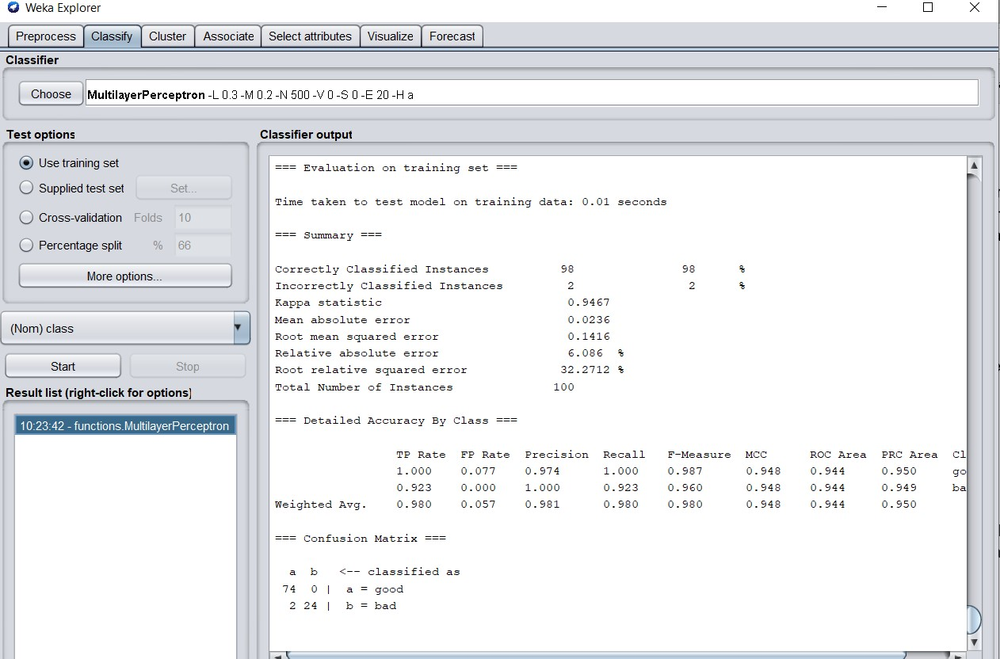 Weka Explorer
Preprocess Classify Cluster Associate Select attributes Visualize Forecast
Classifier
Choose MultilayerPerceptron -L 0.3 -M 0.2 -N 500 -V 0 -S 0 -E 20 -H a
Test options
Use training set
Supplied test set Set...
Cross-validation Folds 10
Percentage split % 66
More options...
(Nom) class
Start Stop
Result list (right-click for options)
10:23:42 - functions.MultilayerPerceptron
Classifier output
=== Evaluation on training set ===
Time taken to test model on training data: 0.01 seconds
=== Summary ===
Correctly Classified Instances 98 98 %
Incorrectly Classified Instances 2 2 %
Kappa statistic 0.9467
Mean absolute error 0.0236
Root mean squared error 0.1416
Relative absolute error 6.086 %
Root relative squared error 32.2712 %
Total Number of Instances 100
=== Detailed Accuracy By Class ===
TP Rate FP Rate Precision Recall F-Measure MCC ROC Area PRC Area Cl
1.000 0.077 0.974 1.000 0.987 0.948 0.944 0.950 go
0.923 0.000 1.000 0.923 0.960 0.948 0.944 0.949 ba
Weighted Avg. 0.980 0.057 0.981 0.980 0.980 0.948 0.944 0.950
=== Confusion Matrix ===
a b <-- classified as
74 0 | a = good
2 24 | b = bad